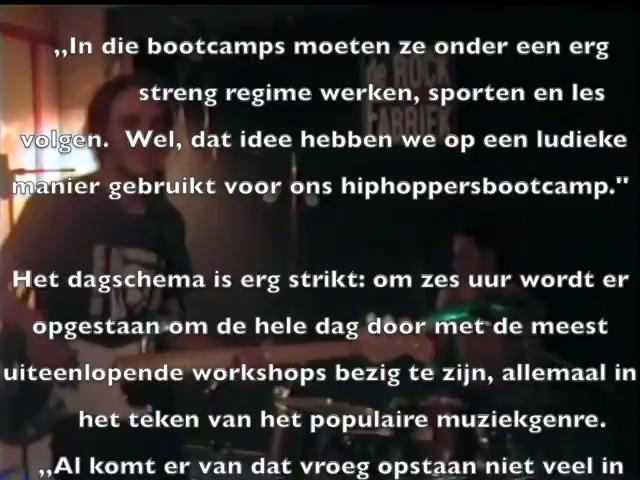 „In die bootcamps moeten ze onder een erg
streng regime werken, sporten en les
volgen.  Wel, dat idee hebben we op een ludieke
manier gebruikt voor ons hiphoppersbootcamp."
Het dagschema is erg strikt: om zes uur wordt er
opgestaan om de hele dag door met de meest
uiteenlopende workshops bezig te zijn, allemaal in
het teken van het populaire muziekgenre.
„Al komt er van dat vroeg opstaan niet veel in
de ROCK
FABRIEK